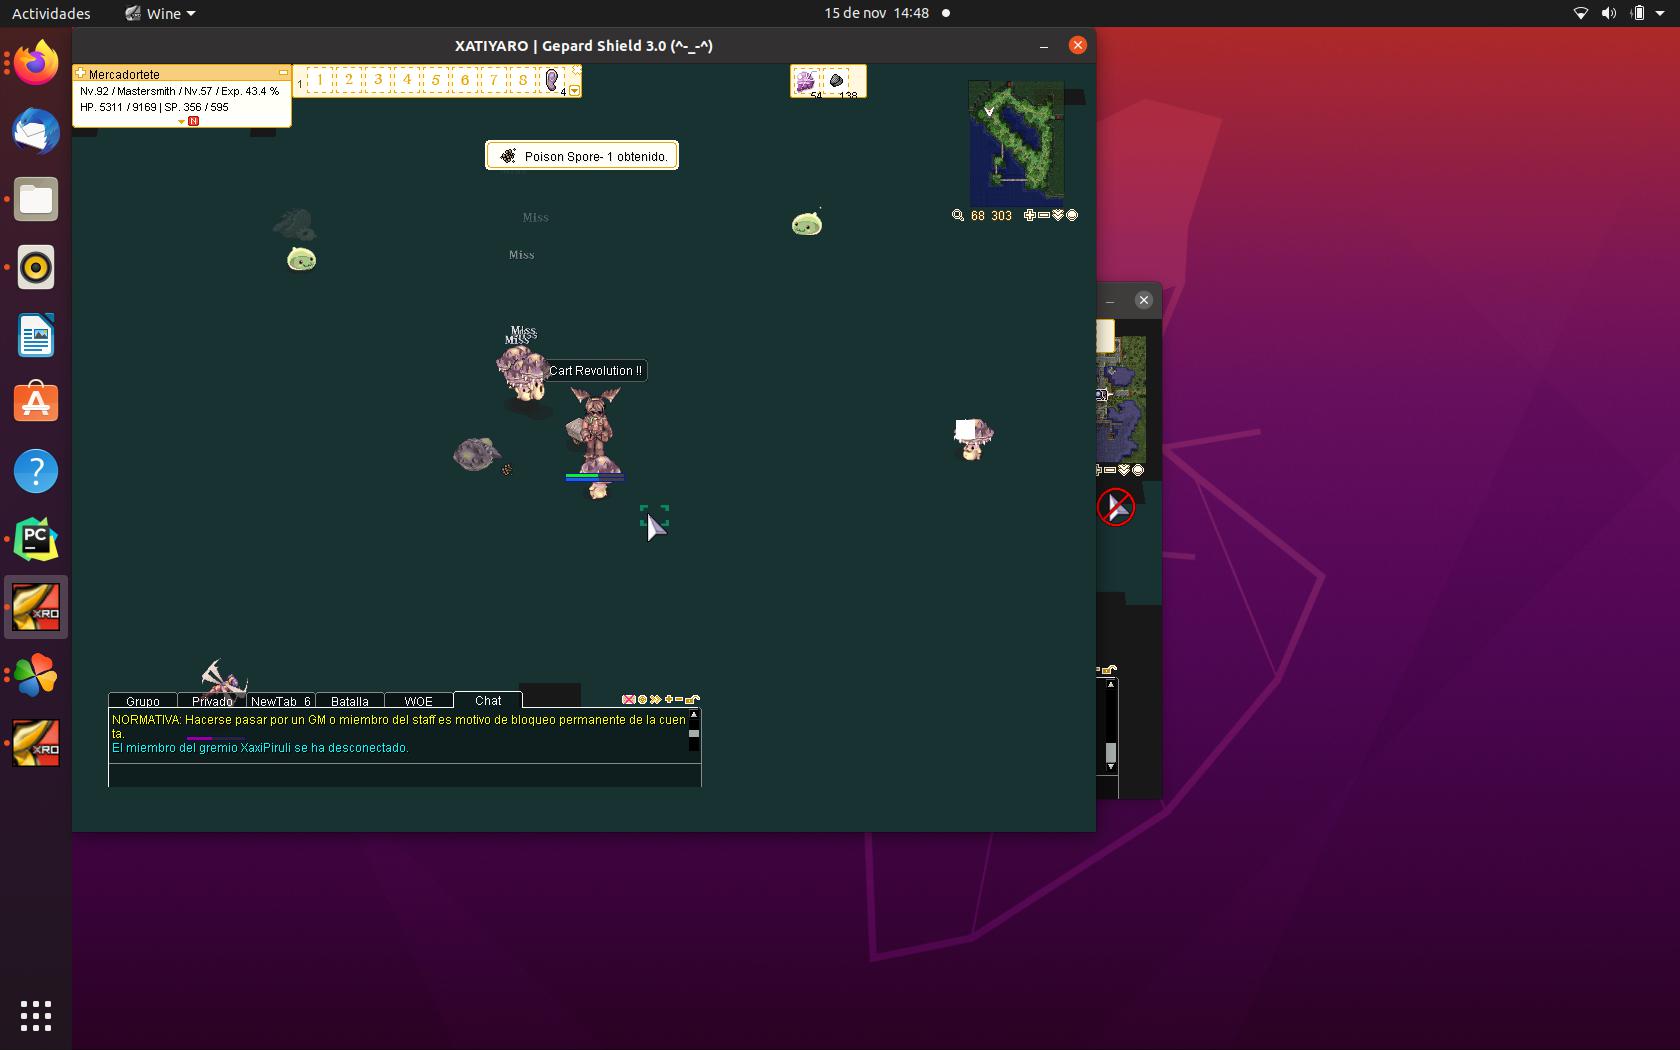 Actividades
Wine
15 de nov 14:48
XATIYARO | Gepard Shield 3.0 (^-_-^)
Mercadortete
Nv.92 / Mastersmith / Nv.57 / Exp. 43.4 %
HP. 5311 / 9169 | SP. 356 / 595
N
1 1 2 3 4 5 6 7 8 4
54 138
Poison Spore- 1 obtenido.
68 303
Miss
Miss
Miss
Miss
Cart Revolution !!
PC
XRO
XRO
Grupo Privado NewTab 6 Batalla WOE Chat
NORMATIVA: Hacerse pasar por un GM o miembro del staff es motivo de bloqueo permanente de la cuen
ta.
El miembro del gremio XaxiPiruli se ha desconectado.